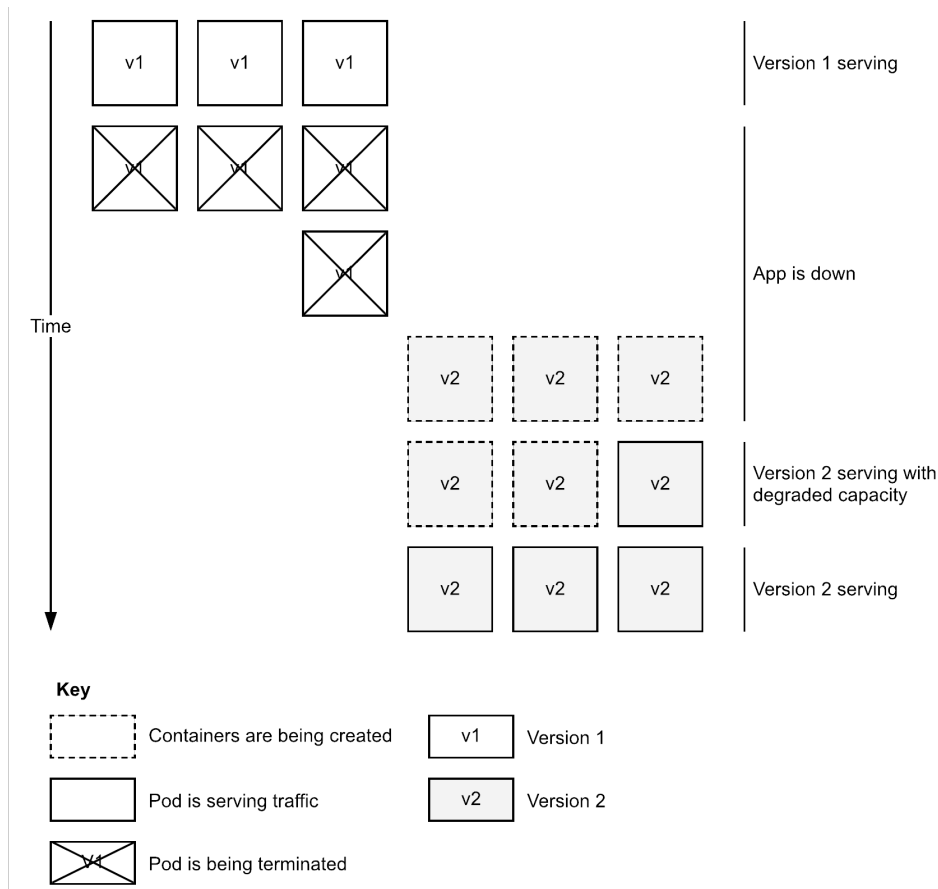 v1 v1 v1 Version 1 serving
v1 v1 v1
v1 App is down
Time
v2 v2 v2
v2 v2 v2 Version 2 serving with
degraded capacity
v2 v2 v2 Version 2 serving
Key
Containers are being created v1 Version 1
Pod is serving traffic v2 Version 2
V1 Pod is being terminated